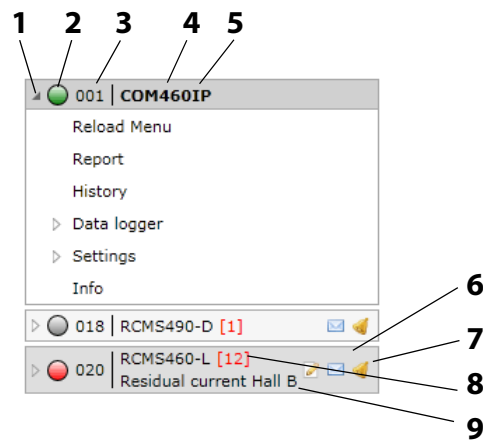 1 2 3 4 5
001 COM460IP
Reload Menu
Report
History
Data logger
Settings
Info
6
018 RCMS490-D [1]
7
020 RCMS460-L [12]
8
Residual current Hall B
9